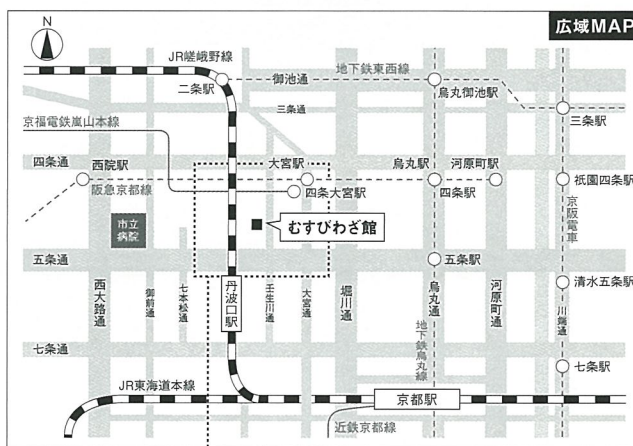 広域MAP
N
JR嵯峨野線
地下鉄東西線
御池通
二条駅
烏丸御池駅
三条通
三条駅
京福電鉄嵐山本線
四条通
西院駅
大宮駅
烏丸駅
河原町駅
阪急京都線
四条大宮駅
四条駅
祇園四条駅
市立
病院
むすびわざ館
京阪電車
五条通
五条駅
西大路通
御前通
七本松通
丹波口駅
壬生川通
大宮通
堀川通
烏丸通
河原町通
川端通
清水五条駅
地下鉄烏丸線
七条通
七条駅
JR東海道本線
京都駅
近鉄京都線